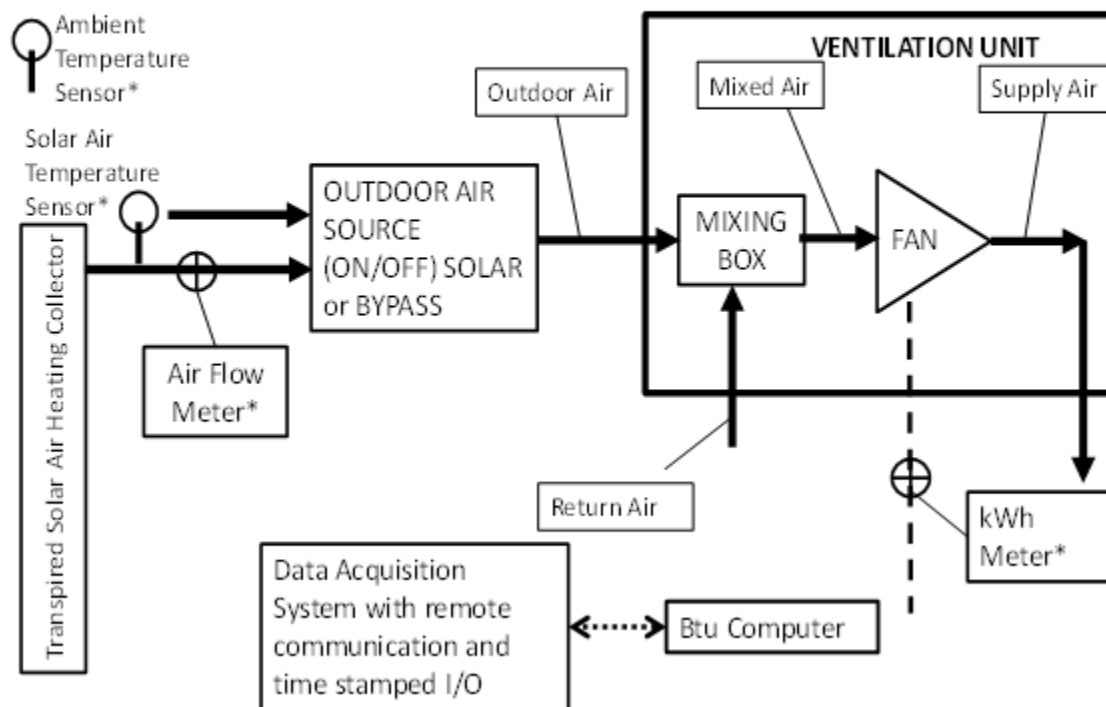 Ambient
Temperature
Sensor*
VENTILATION UNIT
Outdoor Air
Mixed Air
Supply Air
Solar Air
Temperature
Sensor*
OUTDOOR AIR
SOURCE
(ON/OFF) SOLAR
or BYPASS
MIXING
BOX
FAN
Transpired Solar Air Heating Collector
Air Flow
Meter*
Return Air
kWh
Meter*
Data Acquisition
System with remote
communication and
time stamped I/O
Btu Computer